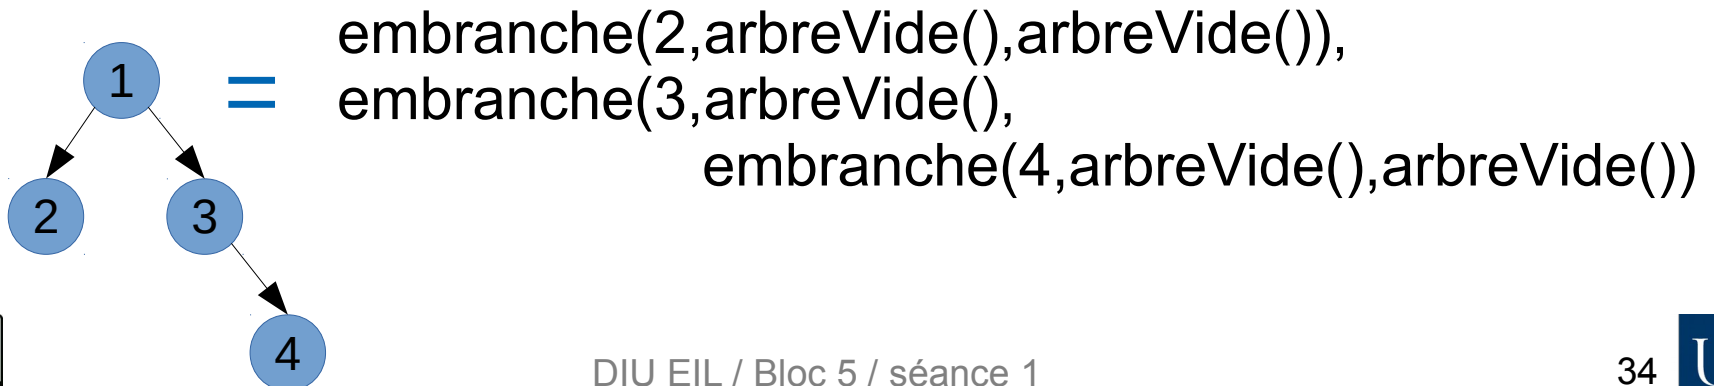 embranche(2,arbreVide(),arbreVide()),
1 = embranche(3,arbreVide(),
embranche(4,arbreVide(),arbreVide())
2 3
4
DIU EIL / Bloc 5 / séance 1 34